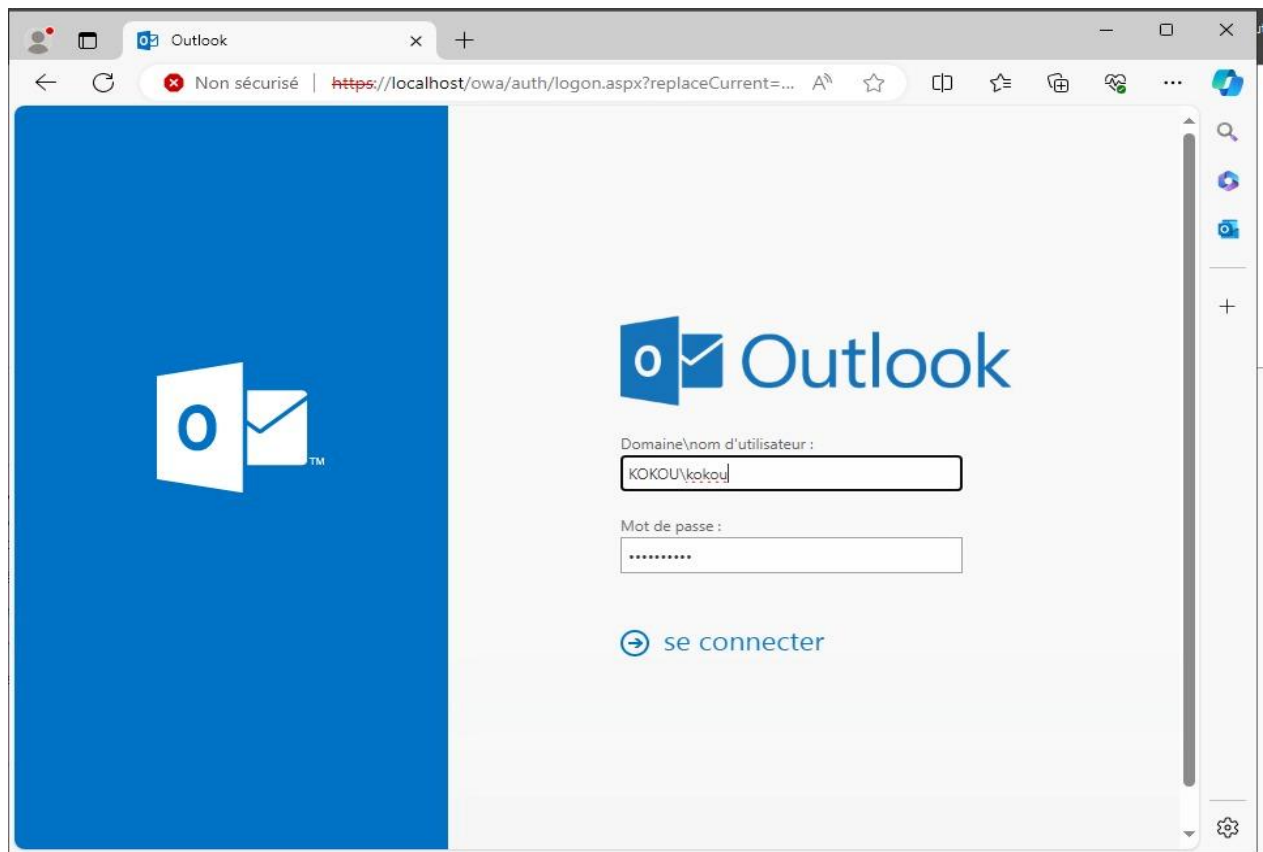 Outlook
Non sécurisé | https://localhost/owa/auth/logon.aspx?replaceCurrent=...
O
TM
O
Outlook
Domaine\nom d'utilisateur :
KOKOU\kokou
Mot de passe :
••••••••••
se connecter